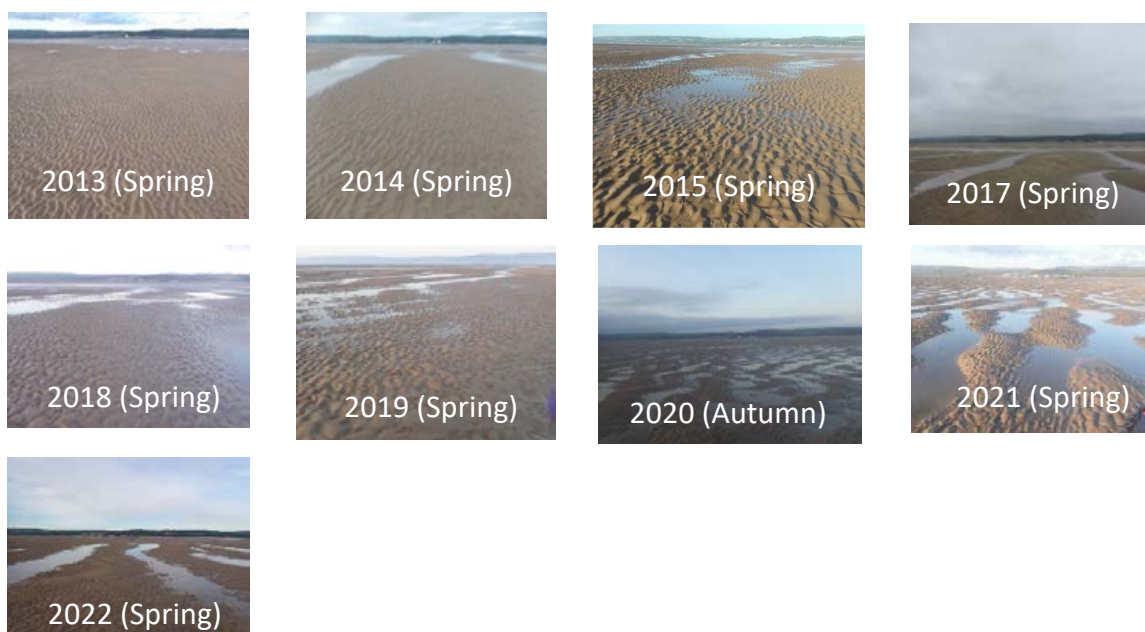 2013 (Spring)
2014 (Spring)
2015 (Spring)
2017 (Spring)
2018 (Spring)
2019 (Spring)
2020 (Autumn)
2021 (Spring)
2022 (Spring)